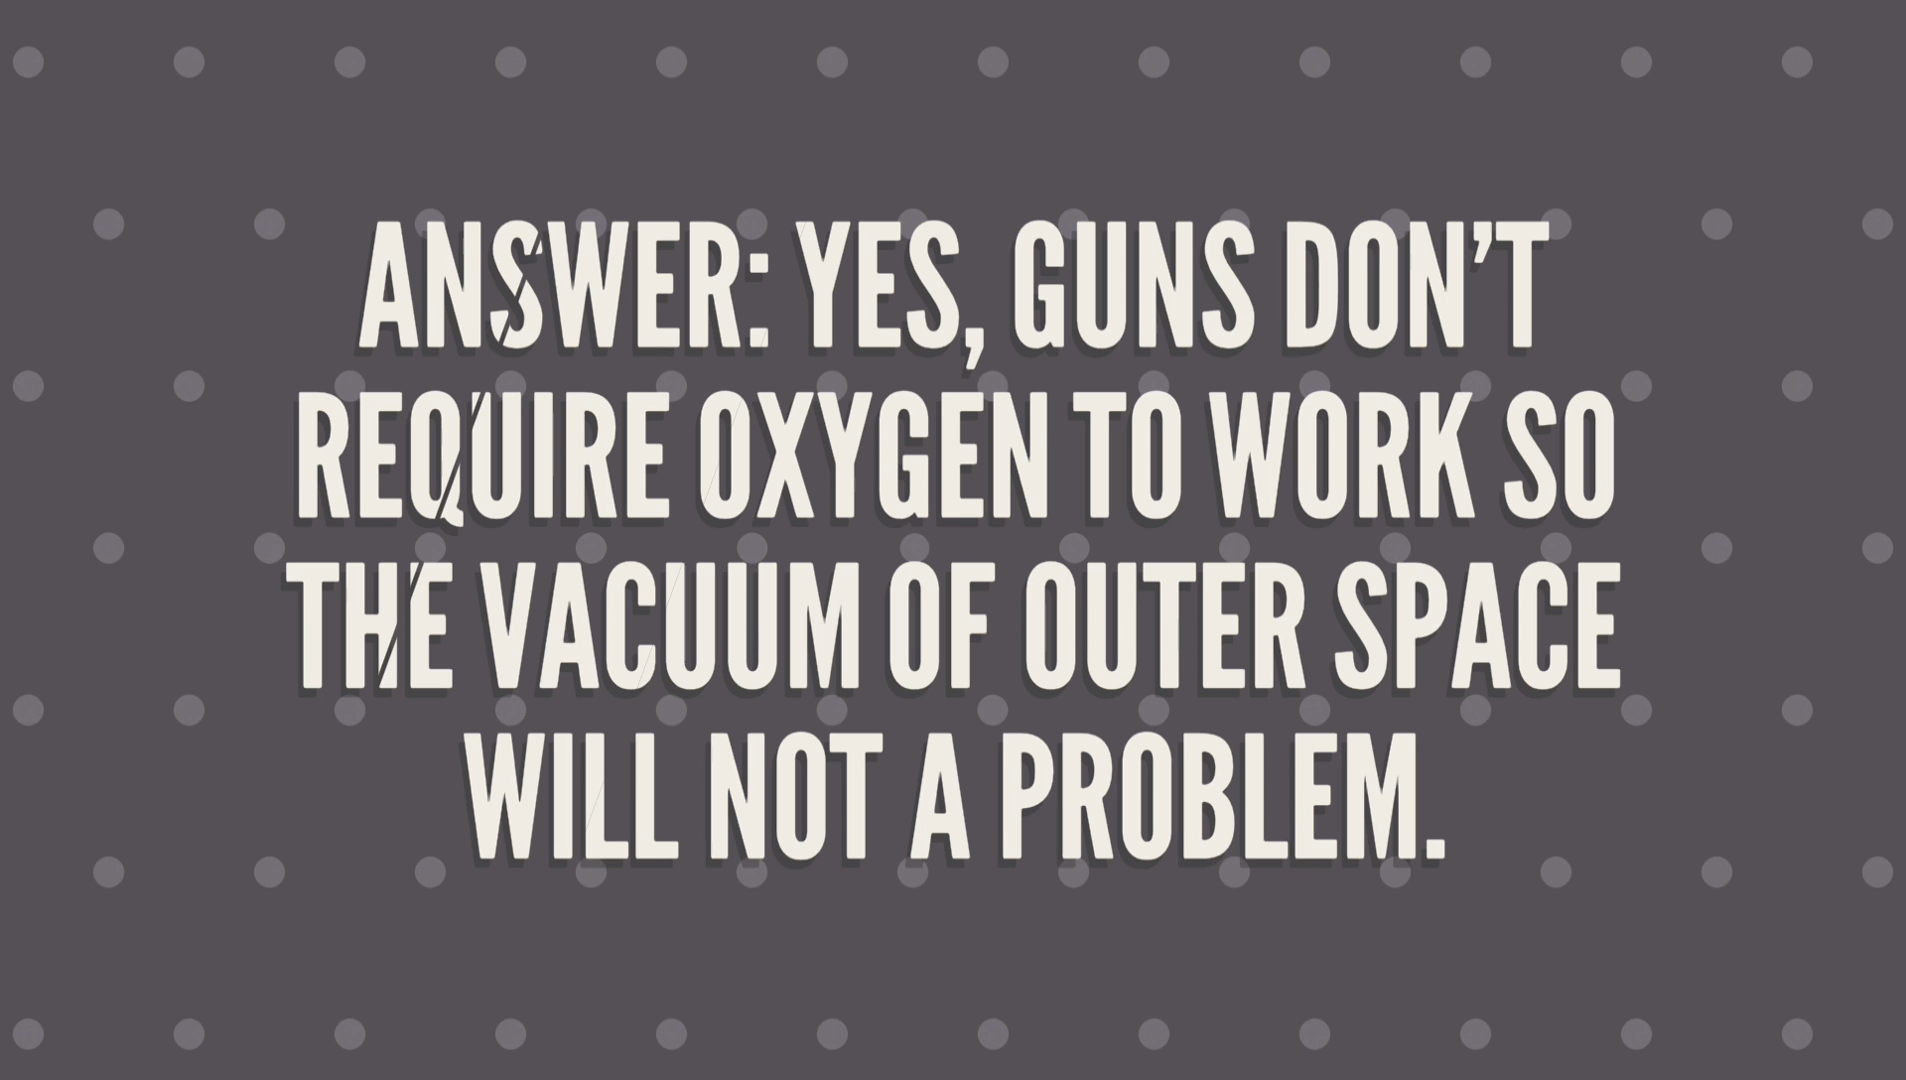 ANSWER: YES, GUNS DON’T
REQUIRE OXYGEN TO WORK SO
THE VACUUM OF OUTER SPACE
WILL NOT A PROBLEM.